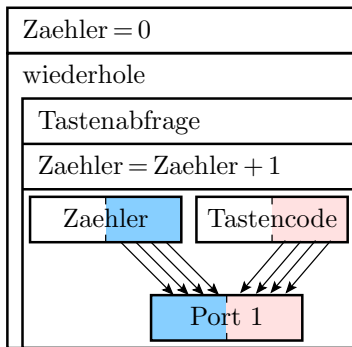 Zaehler = 0
wiederhole
Tastenabfrage
Zaehler = Zaehler + 1
Zaehler Tastencode
Port 1